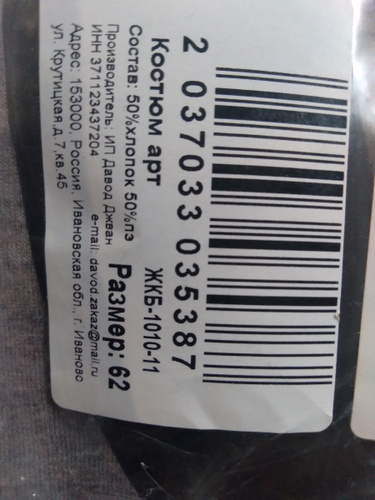 2 037033 035387
Костюм арт ЖКБ-1010-11
Состав: 50%хлопок 50%пэ
Размер: 62
Производитель: ИП Давод Джван
ИНН 371123437204 e-mail: davod.zakaz@mail.ru
Адрес: 153000, Россия, Ивановская обл., г. Иваново
ул. Крутицкая,д.7,кв.45